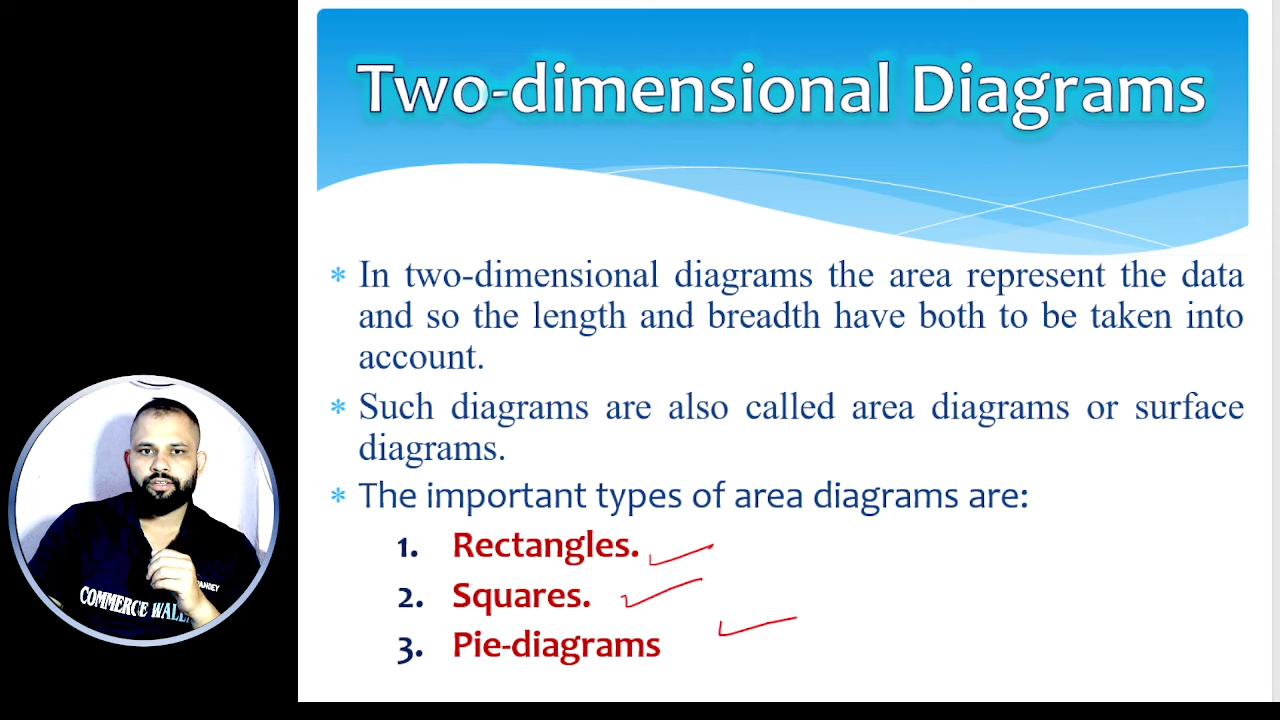 Two-dimensional Diagrams
* In two-dimensional diagrams the area represent the data
and so the length and breadth have both to be taken into
account.
* Such diagrams are also called area diagrams or surface
diagrams.
* The important types of area diagrams are:
1. Rectangles.
2. Squares.
3. Pie-diagrams
COMMERCE